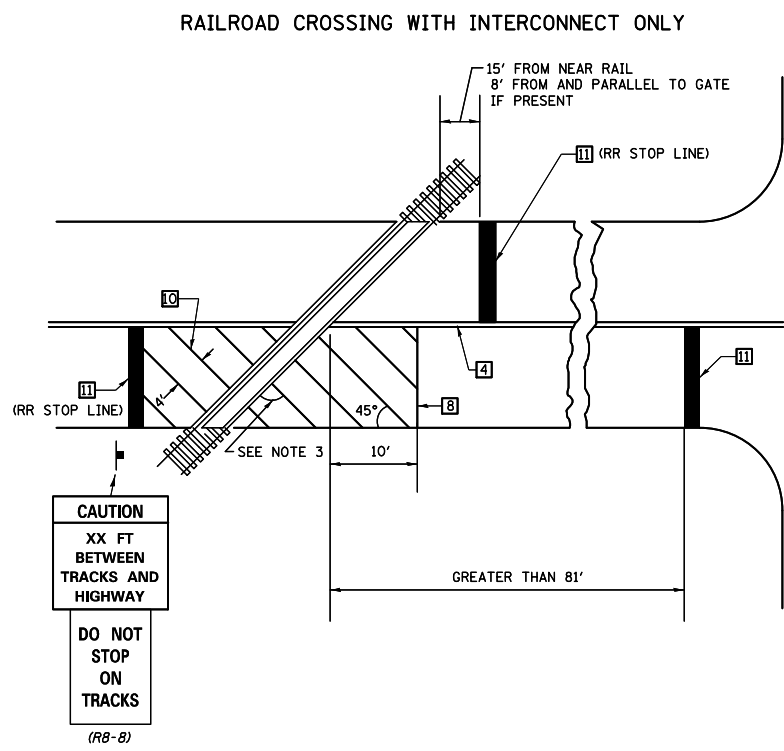 RAILROAD CROSSING WITH INTERCONNECT ONLY
15' FROM NEAR RAIL
8' FROM AND PARALLEL TO GATE
IF PRESENT
11 (RR STOP LINE)
10
4
11
11
(RR STOP LINE)
4'
45°
8
SEE NOTE 3
10'
CAUTION
XX FT
BETWEEN
TRACKS AND
HIGHWAY
GREATER THAN 81'
DO NOT
STOP
ON
TRACKS
(R8-8)